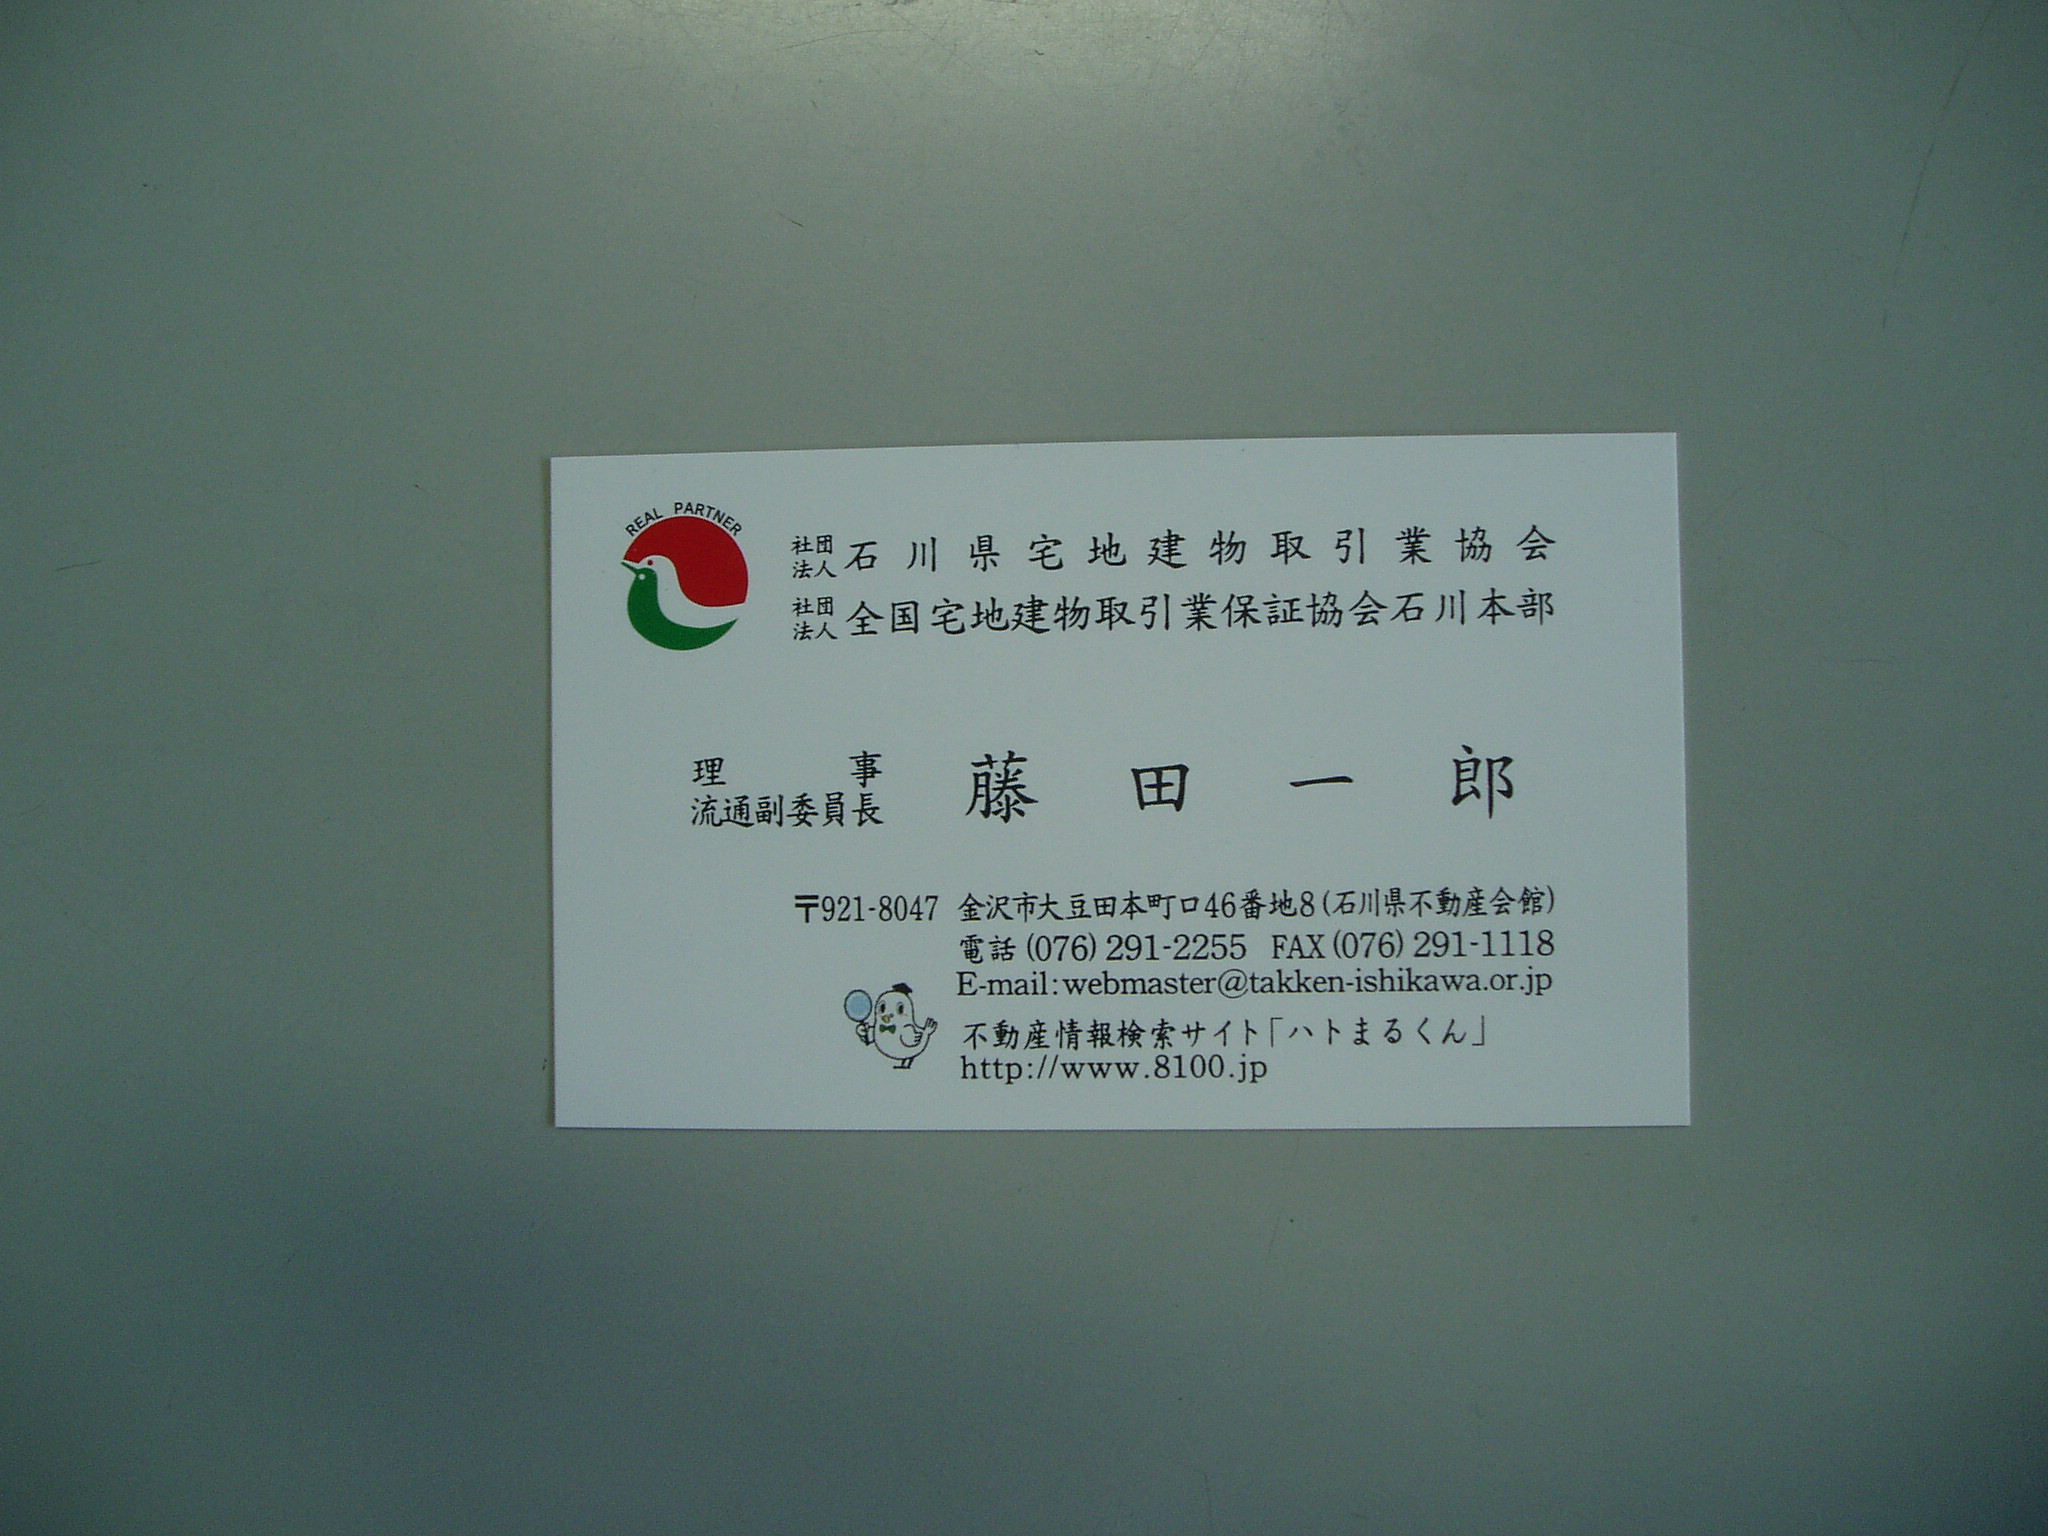 REAL PARTNER
社団法人 石川県宅地建物取引業協会
社団法人 全国宅地建物取引業保証協会石川本部
理事
流通副委員長
藤田一郎
〒921-8047 金沢市大豆田本町ロ46番地8(石川県不動産会館)
電話(076)291-2255 FAX(076)291-1118
E-mail:webmaster@takken-ishikawa.or.jp
不動産情報検索サイト「ハトまるくん」
http://www.8100.jp